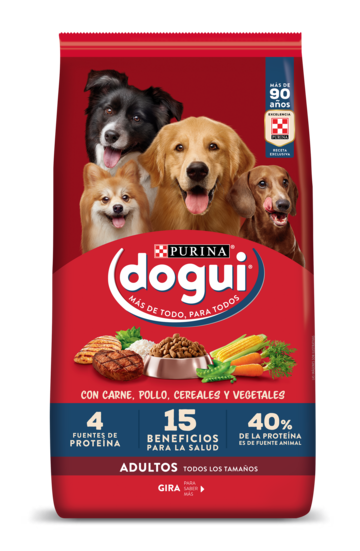 MÁS DE
90
años
EXCELENCIA
PURINA
RECETA
EXCLUSIVA
PURINA®
dogui®
MÁS DE TODO, PARA TODOS
CON CARNE, POLLO, CEREALES Y VEGETALES
4
FUENTES DE
PROTEÍNA
15
BENEFICIOS
PARA LA SALUD
40%
DE LA PROTEÍNA
ES DE FUENTE ANIMAL
ADULTOS TODOS LOS TAMAÑOS
GIRA PARA
SABER
MÁS